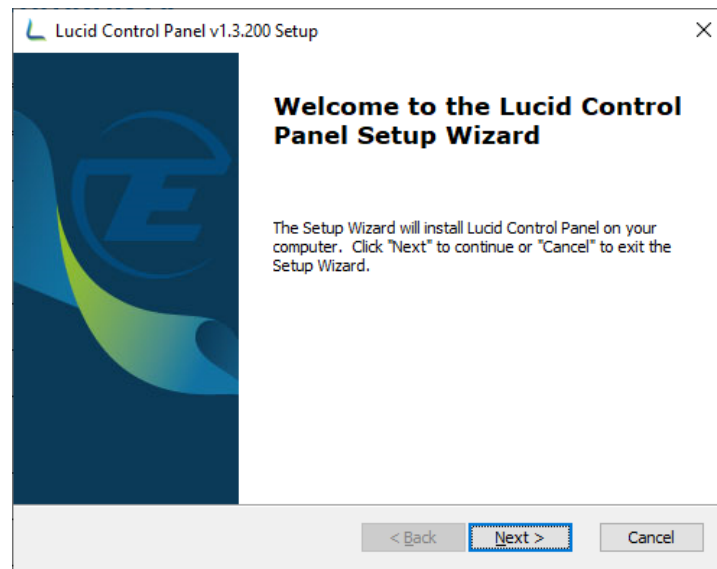 Lucid Control Panel v1.3.200 Setup
Welcome to the Lucid Control
Panel Setup Wizard
The Setup Wizard will install Lucid Control Panel on your
computer. Click "Next" to continue or "Cancel" to exit the
Setup Wizard.
< Back
Next >
Cancel